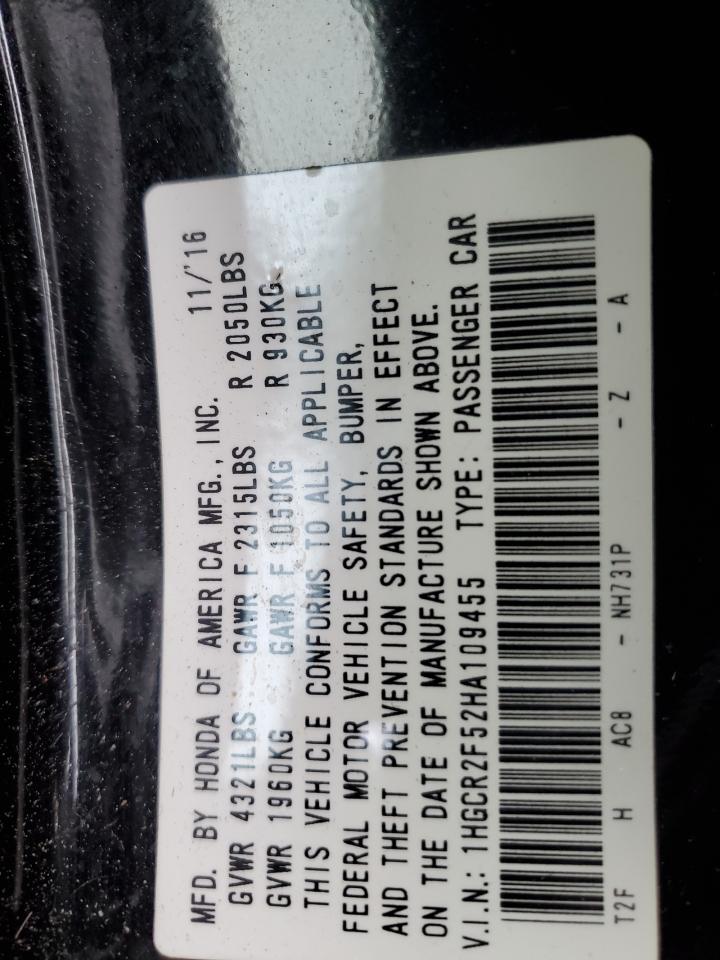 MFD. BY HONDA OF AMERICA MFG., INC. 11/'16
GVWR 4321LBS GAWR F 2315LBS R 2050LBS
GVWR 1960KG GAWR F 1050KG R 930KG
THIS VEHICLE CONFORMS TO ALL APPLICABLE
FEDERAL MOTOR VEHICLE SAFETY, BUMPER,
AND THEFT PREVENTION STANDARDS IN EFFECT
ON THE DATE OF MANUFACTURE SHOWN ABOVE.
V.I.N.: 1HGCR2F52HA109455 TYPE: PASSENGER CAR
T2F H AC8 - NH731P - Z - A